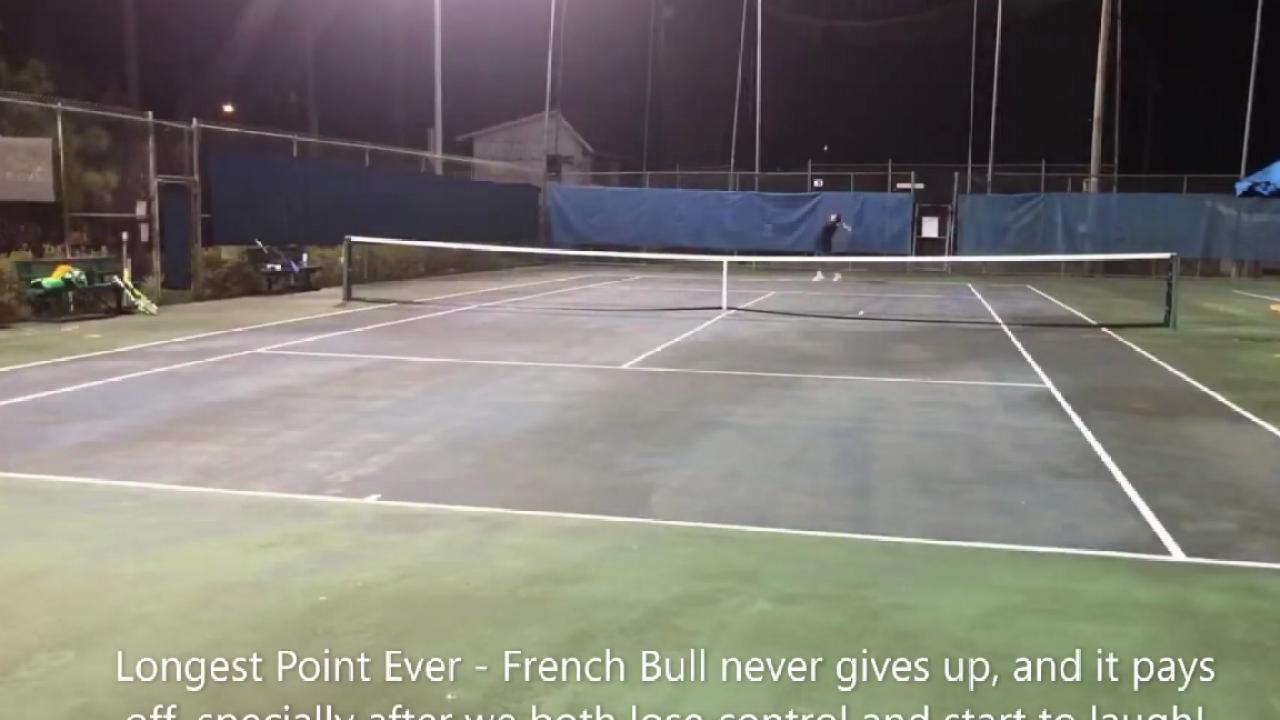 Longest Point Ever - French Bull never gives up, and it pays
off, specially after we both lose control and start to laugh!